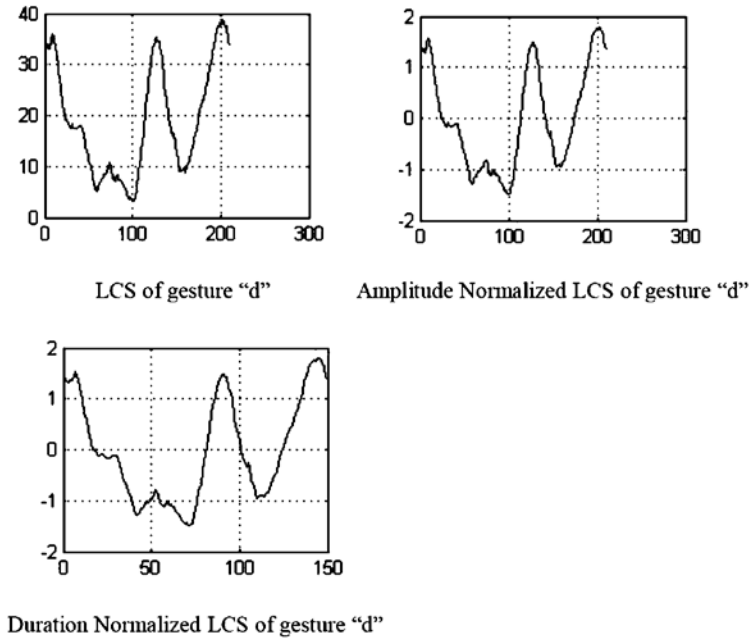 40
30
20
10
0
0 100 200 300
LCS of gesture “d”
2
1
0
-1
-2
0 100 200 300
Amplitude Normalized LCS of gesture “d”
2
1
0
-1
-2
0 50 100 150
Duration Normalized LCS of gesture “d”